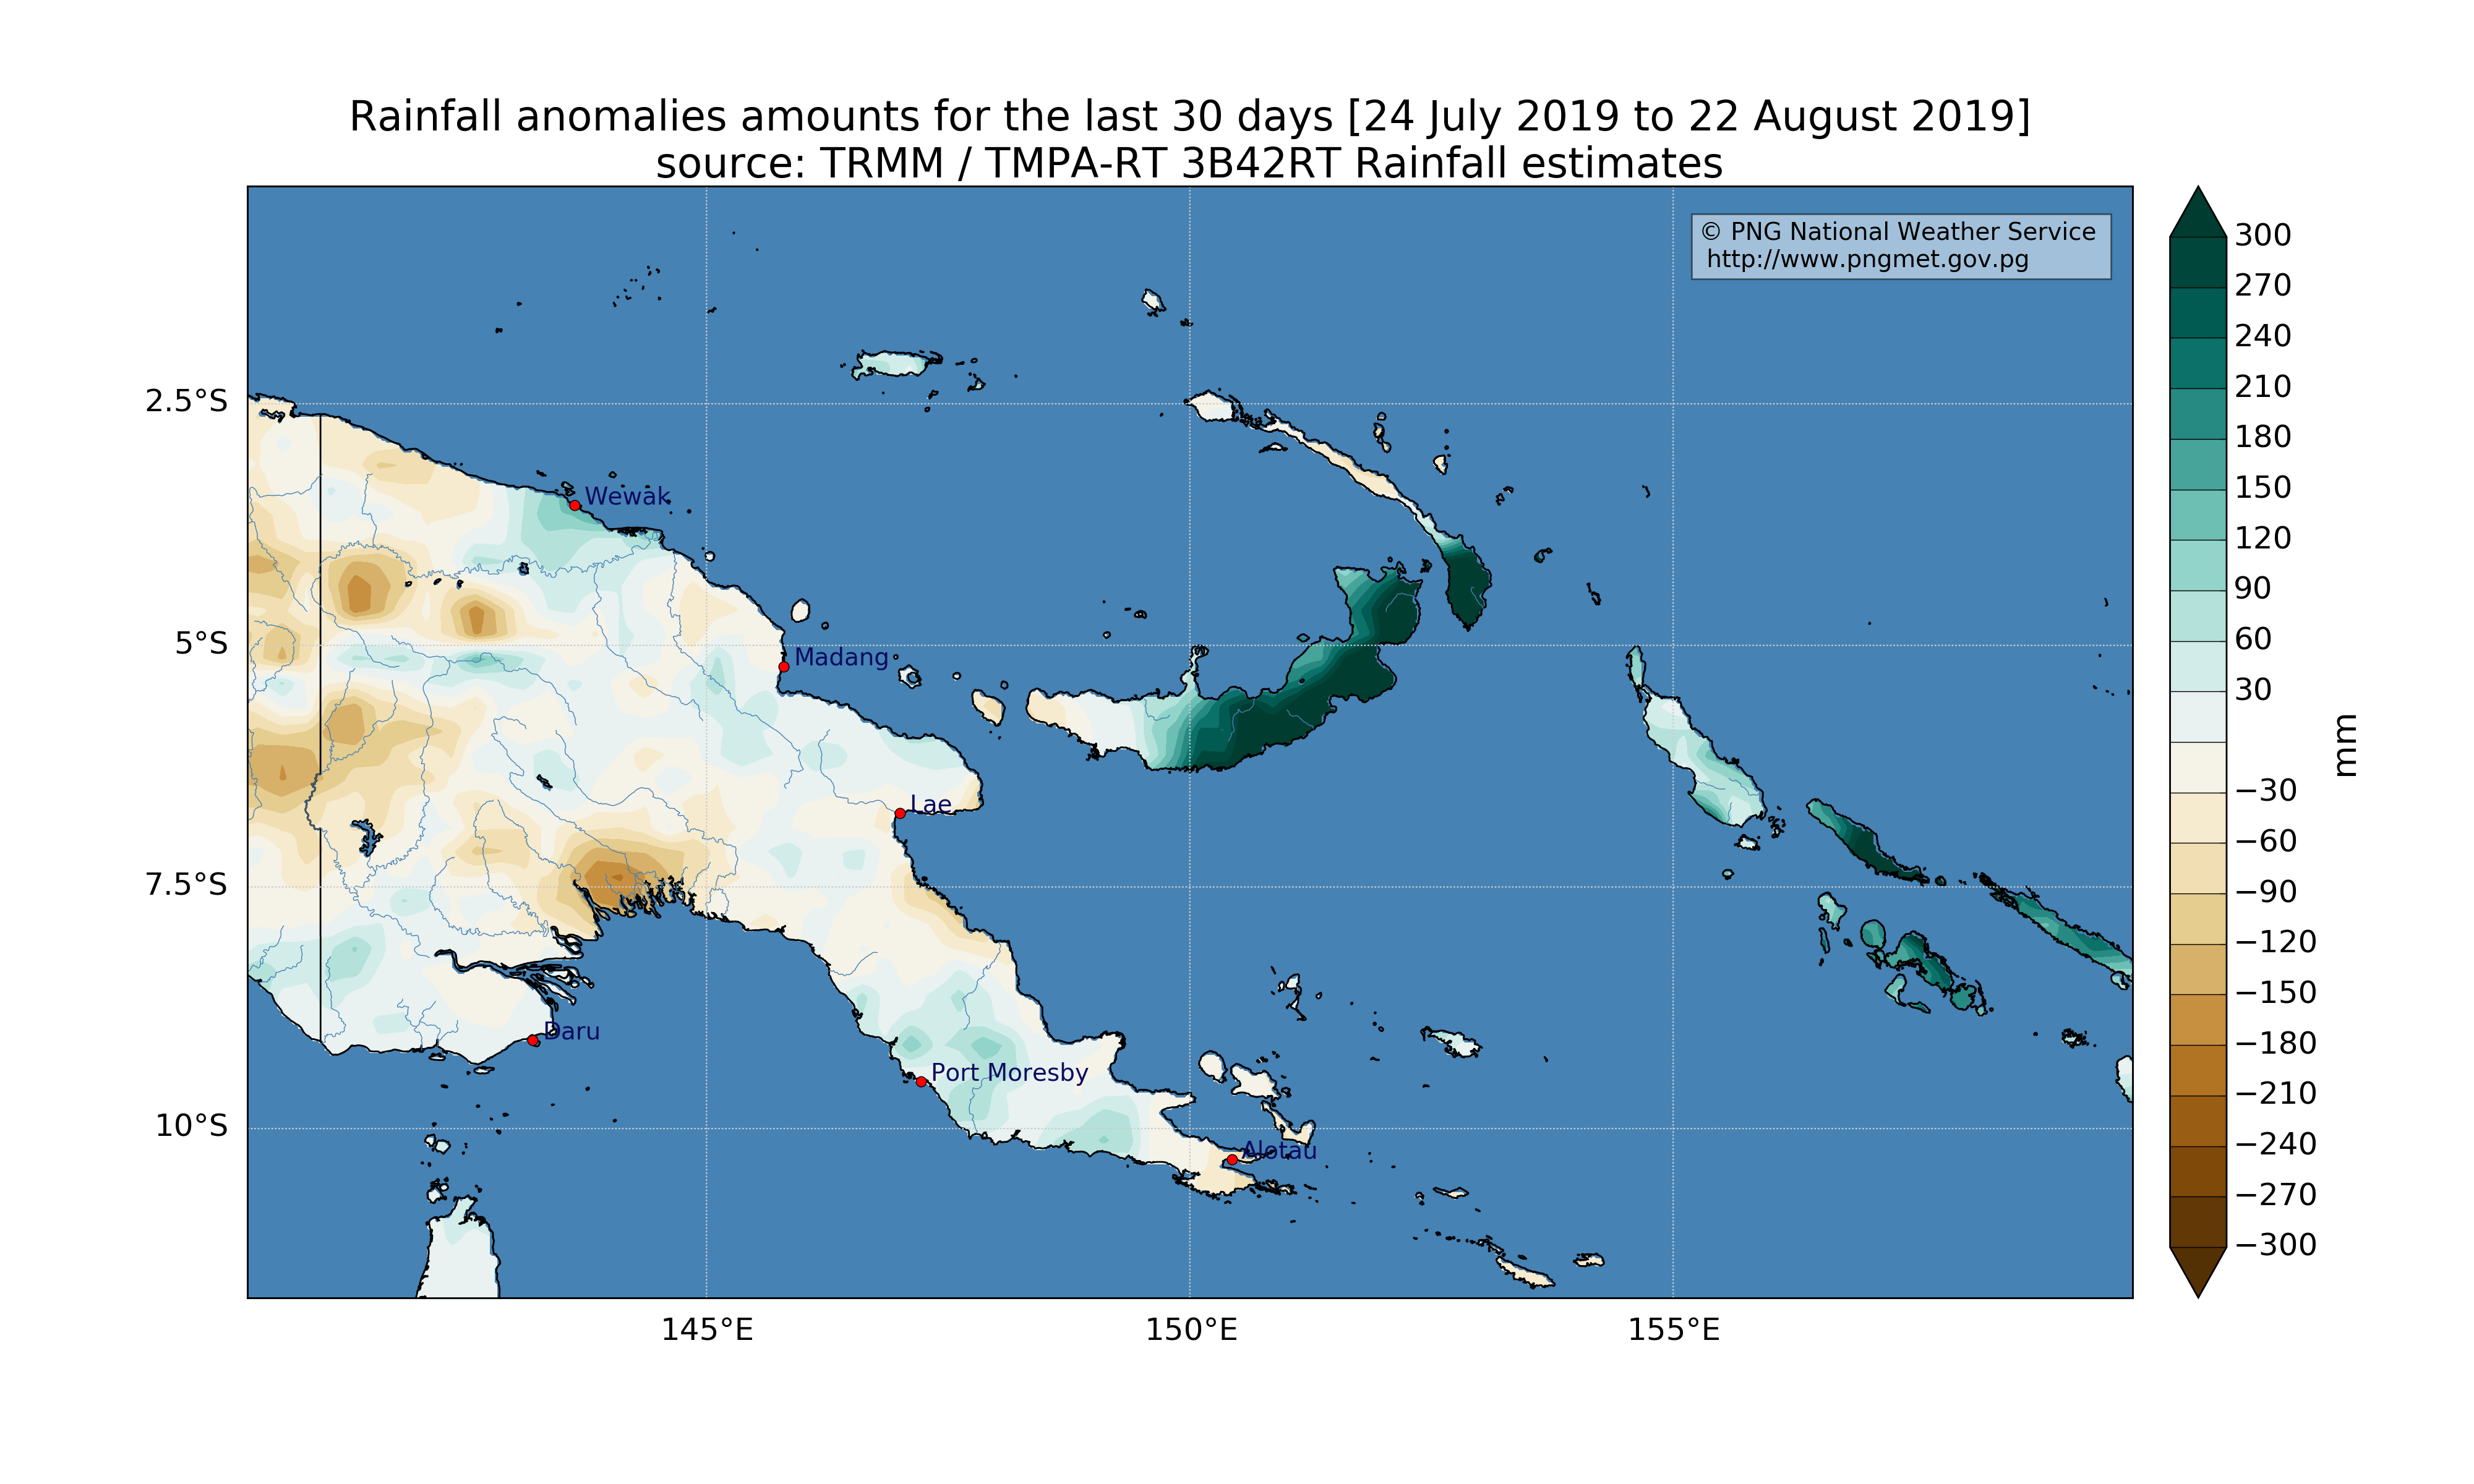 Rainfall anomalies amounts for the last 30 days [24 July 2019 to 22 August 2019]
source: TRMM / TMPA-RT 3B42RT Rainfall estimates
© PNG National Weather Service
http://www.pngmet.gov.pg
2.5°S
5°S
7.5°S
10°S
Wewak
Madang
Lae
Daru
Port Moresby
Alotau
145°E
150°E
155°E
300
270
240
210
180
150
120
90
60
30
−30
−60
−90
−120
−150
−180
−210
−240
−270
−300
mm